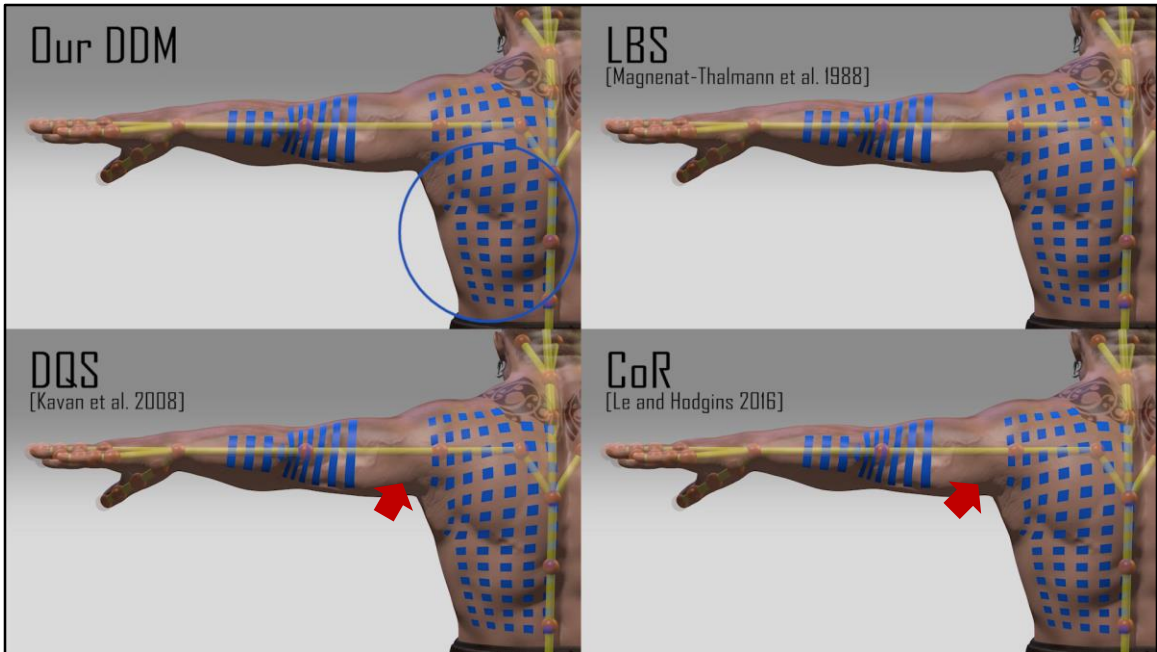 Our DDM
LBS
[Magnenat-Thalmann et al. 1988]
DQS
[Kavan et al. 2008]
CoR
[Le and Hodgins 2016]